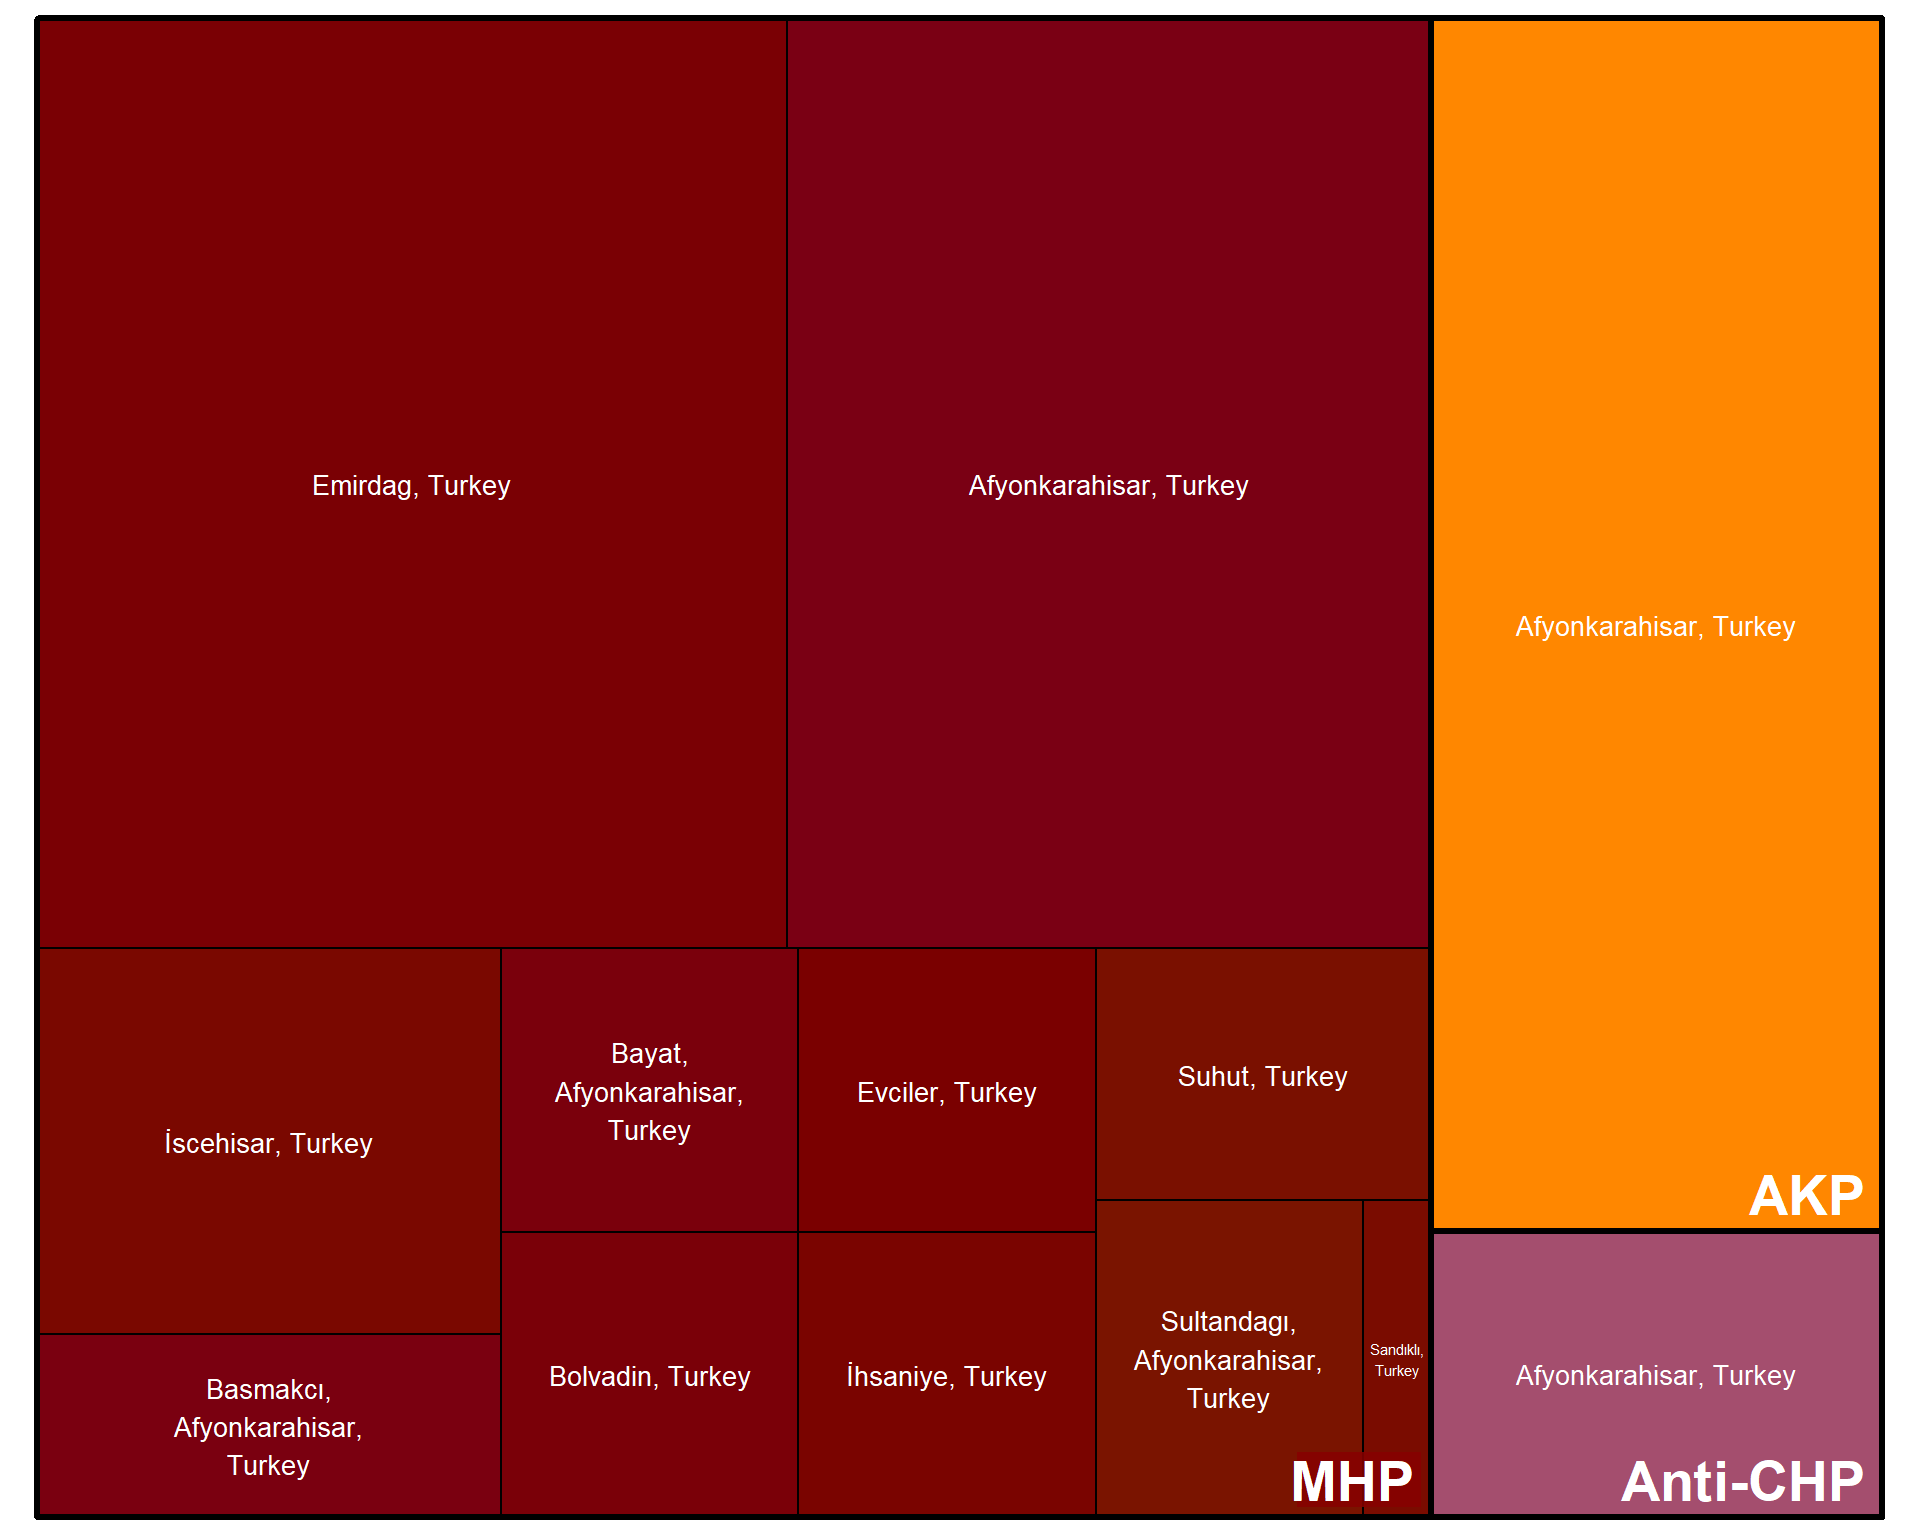 Emirdag, Turkey
Afyonkarahisar, Turkey
Afyonkarahisar, Turkey
AKP
İscehisar, Turkey
Bayat,
Afyonkarahisar,
Turkey
Evciler, Turkey
Suhut, Turkey
Basmakcı,
Afyonkarahisar,
Turkey
Bolvadin, Turkey
İhsaniye, Turkey
Sultandagı,
Afyonkarahisar,
Turkey
Sandıklı,
Turkey
MHP
Afyonkarahisar, Turkey
Anti-CHP